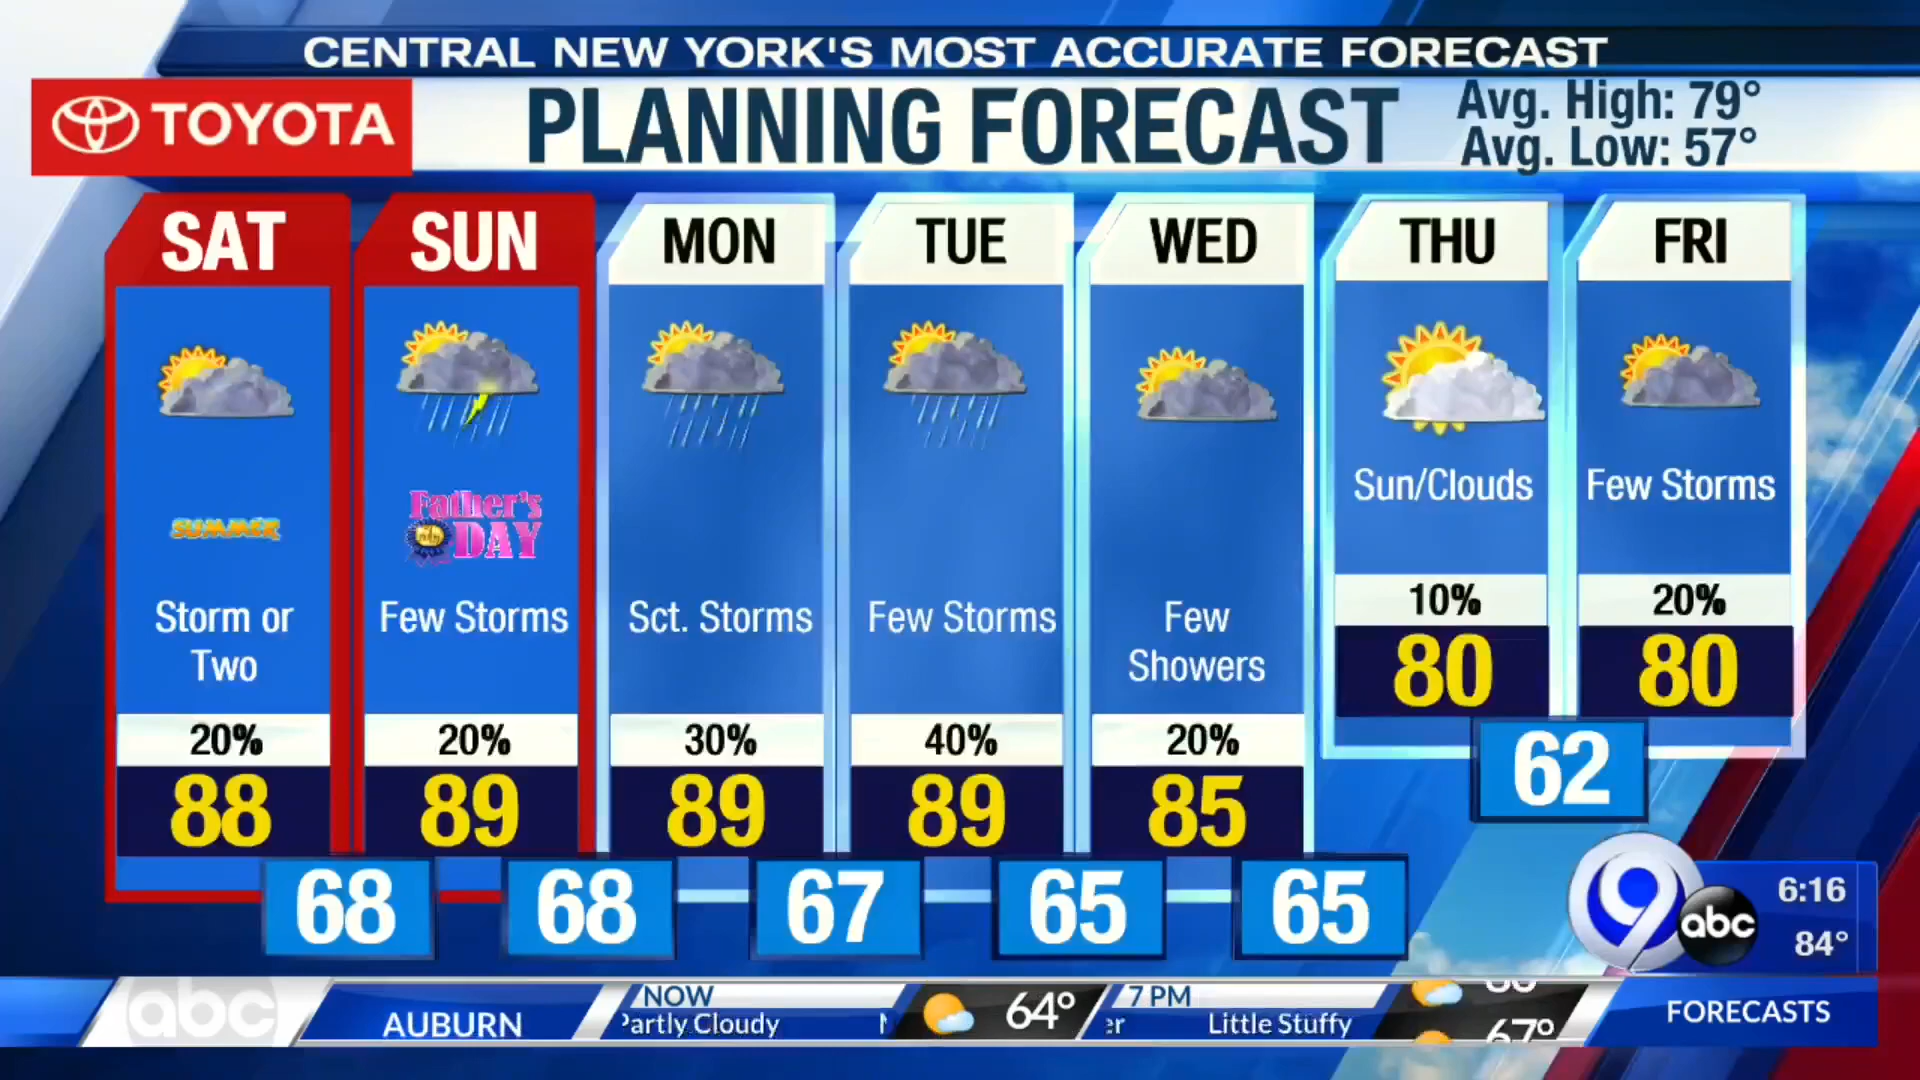 CENTRAL NEW YORK'S MOST ACCURATE FORECAST
TOYOTA
PLANNING FORECAST
Avg. High: 79°
Avg. Low: 57°
SAT
SUN
MON
TUE
WED
THU
FRI
SUMMER
Father's
DAY
Storm or
Two
Few Storms
Sct. Storms
Few Storms
Few
Showers
Sun/Clouds
Few Storms
20%
20%
30%
40%
20%
10%
20%
88
89
89
89
85
80
80
68
68
67
65
65
62
9
abc
6:16
84°
abc
AUBURN
NOW
Partly Cloudy
64°
7 PM
Little Stuffy
67°
FORECASTS